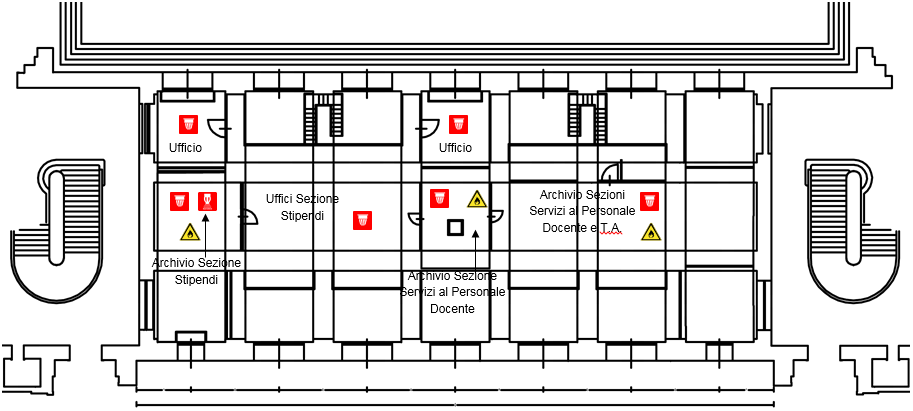 Ufficio
Ufficio
Uffici Sezione
Stipendi
Archivio Sezioni
Servizi al Personale
Docente e T.A.
Archivio Sezione
Stipendi
Archivio Sezione
Servizi al Personale
Docente